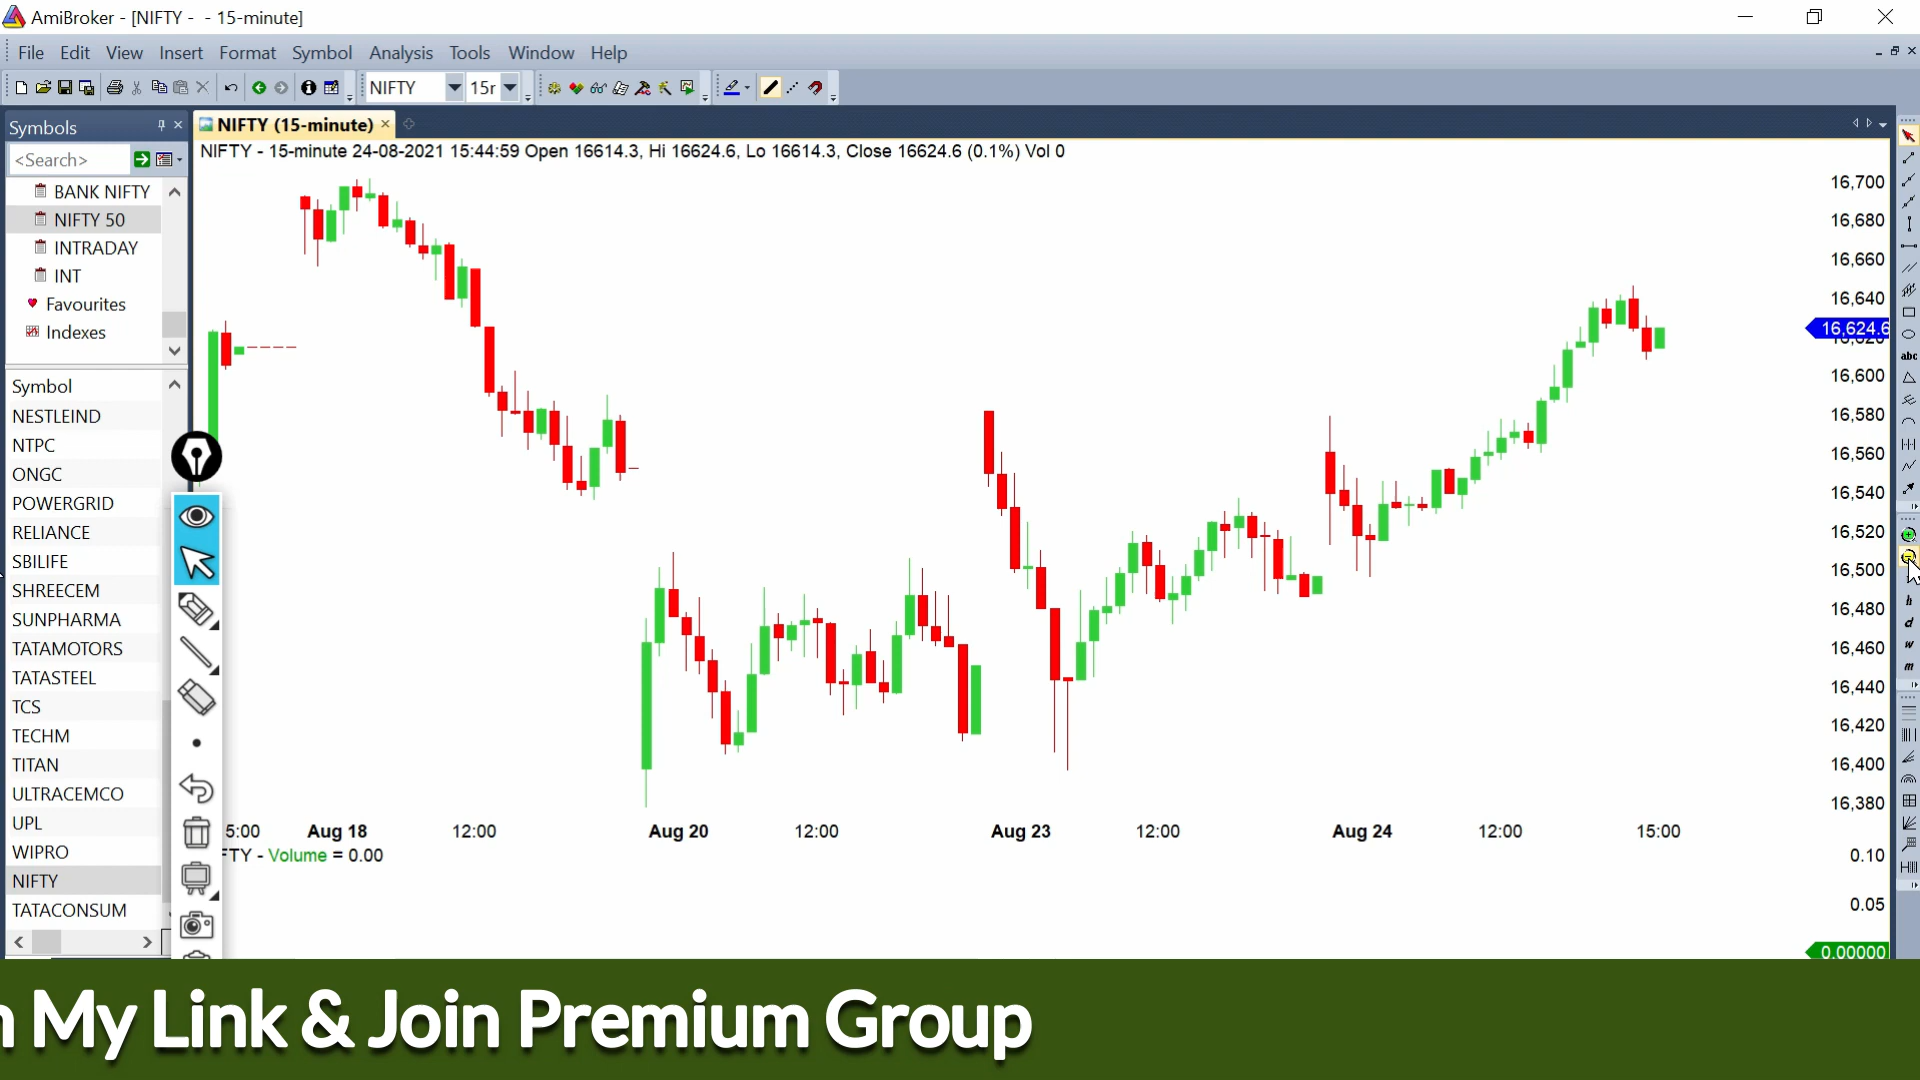 AmiBroker - [NIFTY - - 15-minute]
File Edit View Insert Format Symbol Analysis Tools Window Help
NIFTY 15r
Symbols
NIFTY (15-minute)
<Search>
NIFTY - 15-minute 24-08-2021 15:44:59 Open 16614.3, Hi 16624.6, Lo 16614.3, Close 16624.6 (0.1%) Vol 0
BANK NIFTY
NIFTY 50
INTRADAY
INT
Favourites
Indexes
Symbol
NESTLEIND
NTPC
ONGC
POWERGRID
RELIANCE
SBILIFE
SHREECEM
SUNPHARMA
TATAMOTORS
TATASTEEL
TCS
TECHM
TITAN
ULTRACEMCO
UPL
WIPRO
NIFTY
TATACONSUM
16,700
16,680
16,660
16,640
16,624.6
16,600
16,580
16,560
16,540
16,520
16,500
16,480
16,460
16,440
16,420
16,400
16,380
5:00 Aug 18 12:00 Aug 20 12:00 Aug 23 12:00 Aug 24 12:00 15:00
FTY - Volume = 0.00
0.10
0.05
0.00000
abc
h
d
w
m
n My Link & Join Premium Group